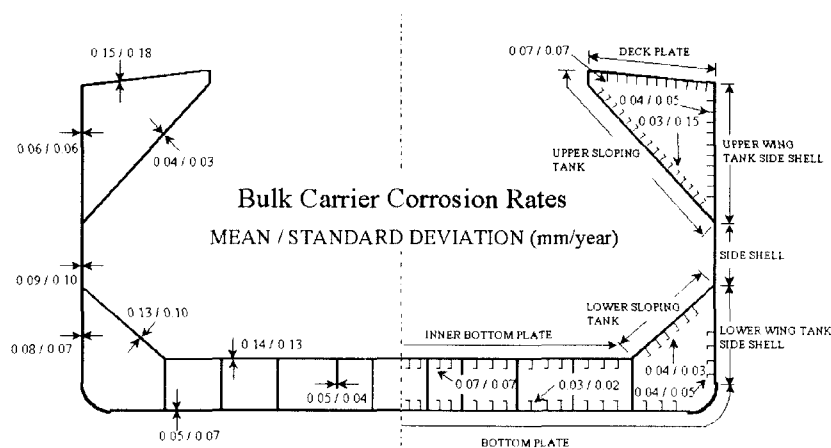 0.15 / 0.18
0.07 / 0.07
DECK PLATE
0.04 / 0.05
0.03 / 0.15
0.06 / 0.06
0.04 / 0.03
UPPER SLOPING
TANK
UPPER WING
TANK SIDE SHELL
Bulk Carrier Corrosion Rates
MEAN / STANDARD DEVIATION (mm/year)
SIDE SHELL
0.09 / 0.10
0.13 / 0.10
LOWER SLOPING
TANK
INNER BOTTOM PLATE
0.08 / 0.07
0.14 / 0.13
LOWER WING TANK
SIDE SHELL
0.04 / 0.03
0.05 / 0.04
0.07 / 0.07
0.03 / 0.02
0.04 / 0.05
0.05 / 0.07
BOTTOM PLATE